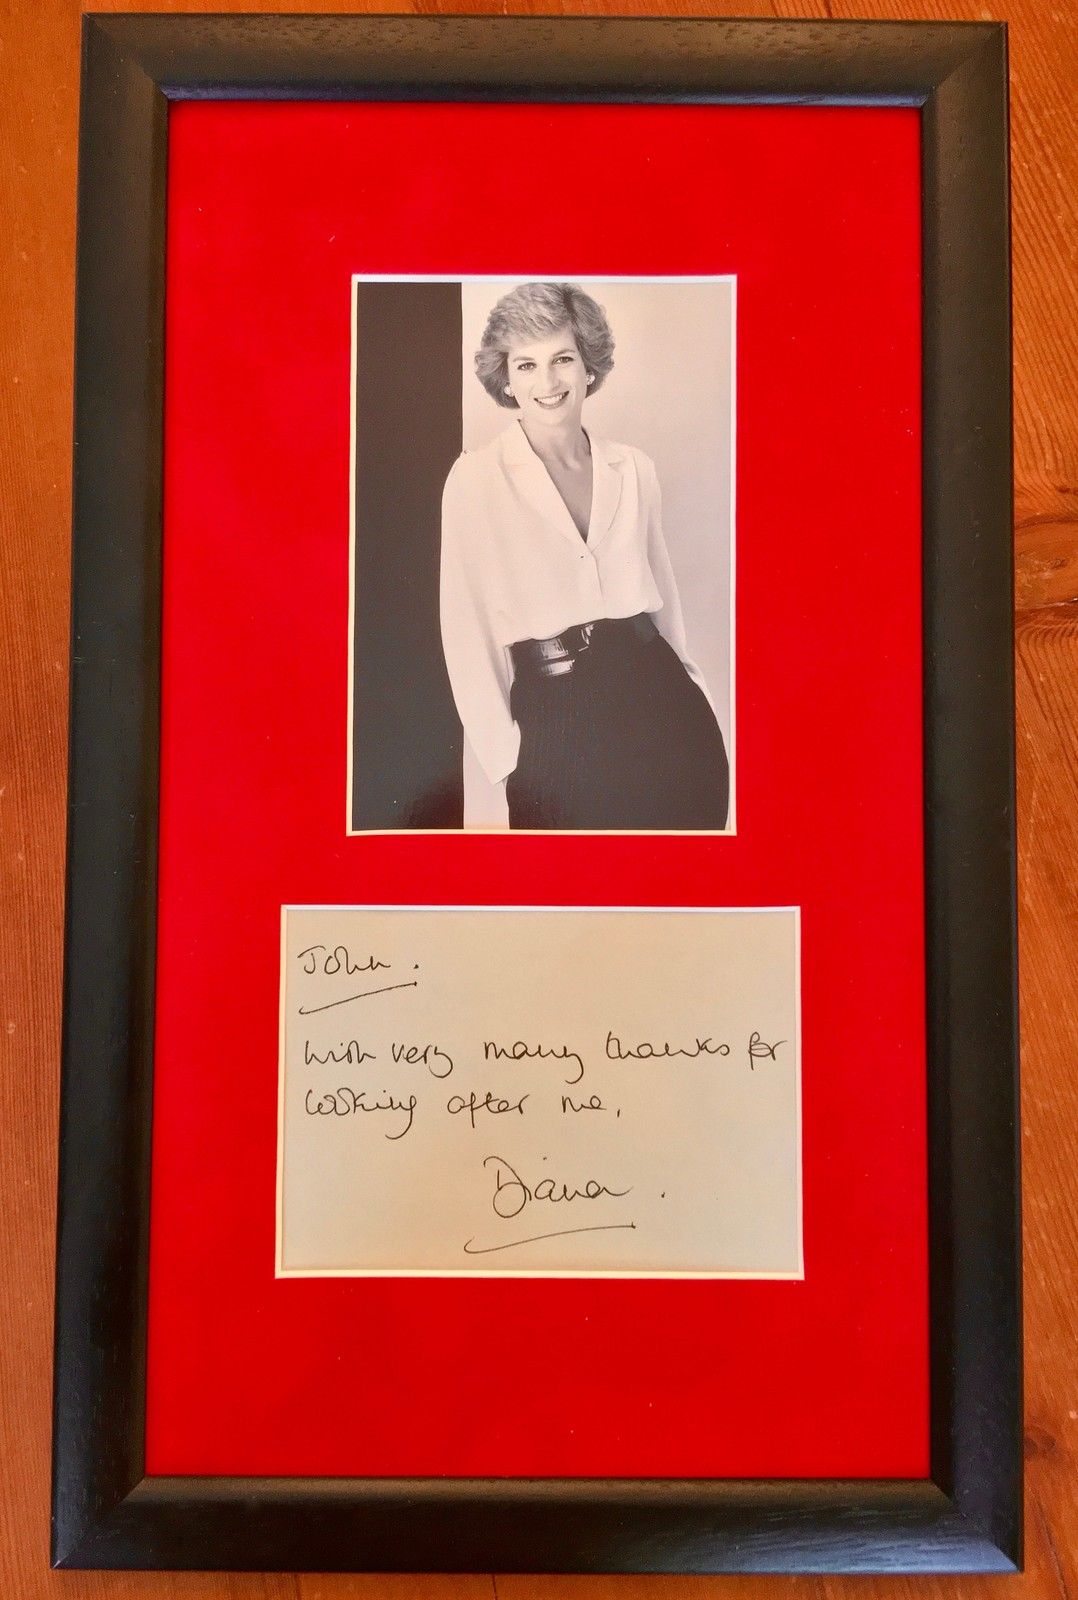 John.
with very many thanks for
looking after me.
Diana.